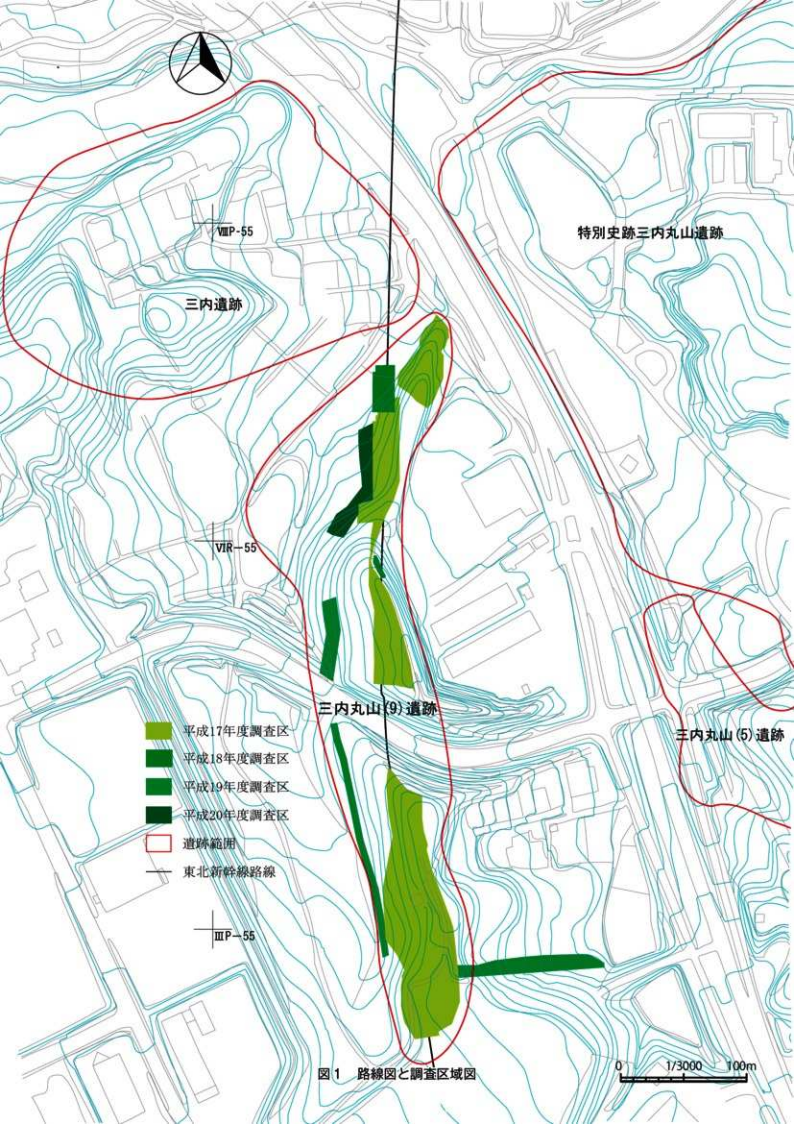 ⅧP-55
特別史跡三内丸山遺跡
三内遺跡
ⅥR-55
三内丸山(9)遺跡
三内丸山(5)遺跡
平成17年度調査区
平成18年度調査区
平成19年度調査区
平成20年度調査区
遺跡範囲
東北新幹線路線
ⅢP-55
0 1/3000 100m
図1 路線図と調査区域図